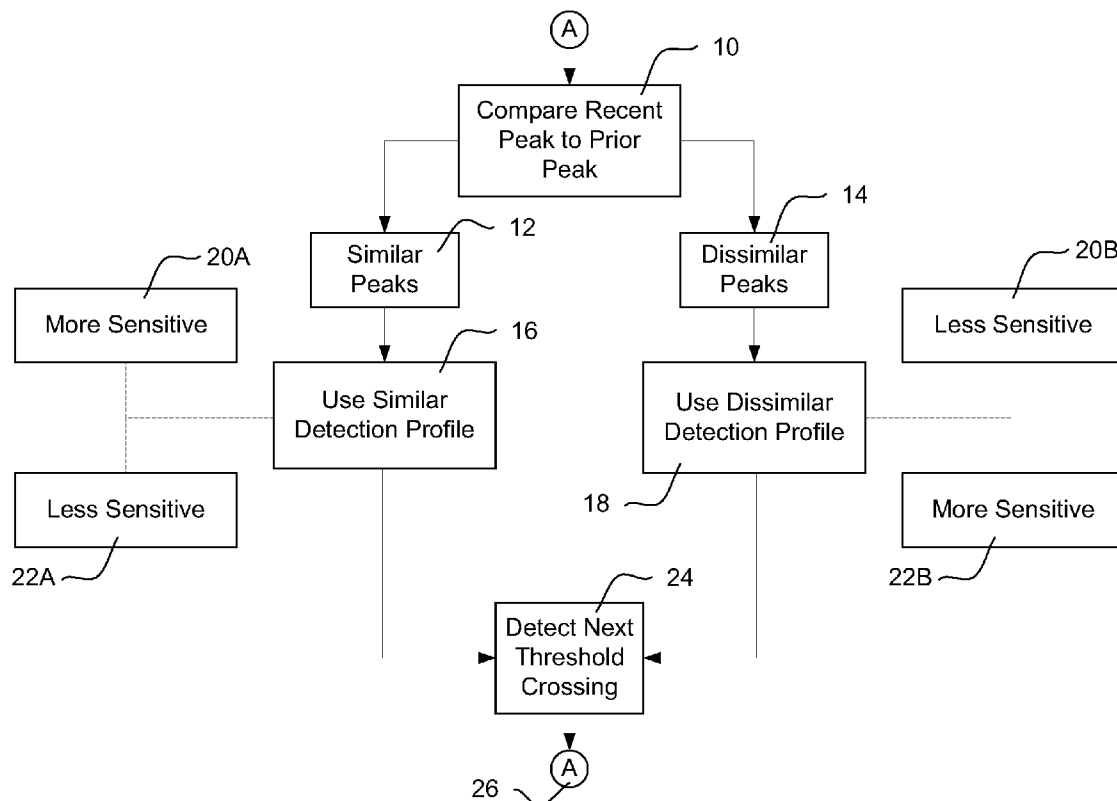 A
10
Compare Recent
Peak to Prior
Peak
12
14
Similar
Peaks
Dissimilar
Peaks
20A
20B
More Sensitive
Less Sensitive
16
Use Similar
Detection Profile
Use Dissimilar
Detection Profile
18
Less Sensitive
More Sensitive
22A
22B
24
Detect Next
Threshold
Crossing
A
26